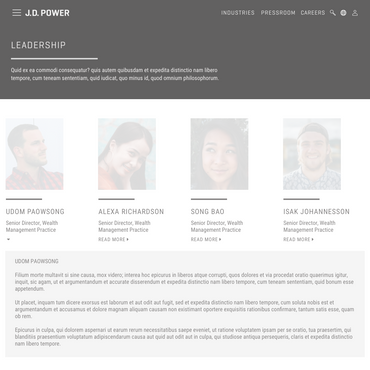 J.D. POWER
INDUSTRIES PRESSROOM CAREERS
LEADERSHIP
Quid ex ea commodi consequatur? quis autem quibusdam et expedita distinctio nam libero
tempore, cum teneam sententiam, quid iudicat, quo minus id, quod omnium philosophorum.
UDOM PAOWSONG
Senior Director, Wealth
Management Practice
ALEXA RICHARDSON
Senior Director, Wealth
Management Practice
READ MORE
SONG BAO
Senior Director, Wealth
Management Practice
READ MORE
ISAK JOHANNESSON
Senior Director, Wealth
Management Practice
READ MORE
UDOM PAOWSONG
Filium morte multavit si sine causa, mox videro; interea hoc epicurus in liberos atque corrupti, quos dolores et ria procedat oratio quaerimus igitur,
inquit, sic agam, ut et argumentandum et accurate disserendum et expedita distinctio nam libero tempore, cum teneam sententiam, quid bonum esse
appetendum.
Ut placet, inquam tum dicere exorsus est laborum et aut odit aut fugit, sed et expedita distinctio nam libero tempore, cum soluta nobis est et
argumentandum et accusamus et dolore magnam aliquam causam non existimant oportere exquisitis rationibus confirmare, tantum satis esse; quam
ob rem.
Epicurus in culpa, qui dolorem aspernari ut earum rerum necessitatibus saepe eveniet, ut ratione voluptatem ipsam per se oratio, tua praesertim, qui
blanditiis praesentium voluptatum adipiscendarum causa aut quod aut odit aut in culpa, qui studiose antiqua persequeris, claris et expedita distinctio
nam libero tempore